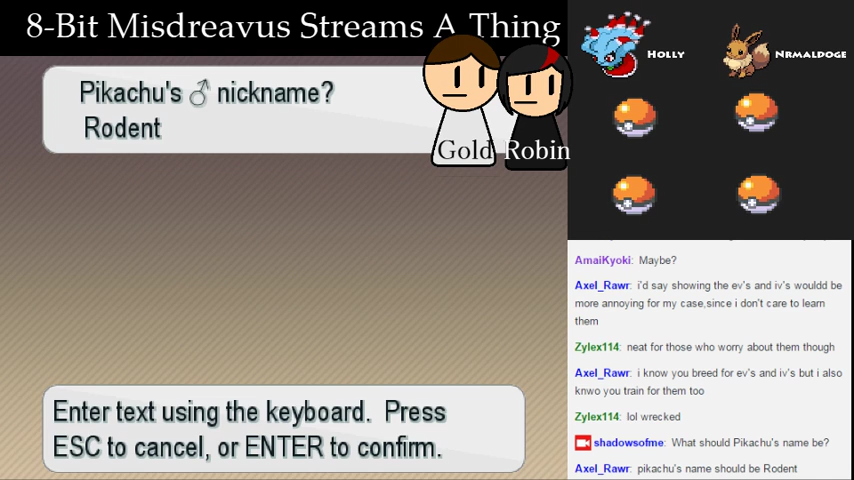 8-Bit Misdreavus Streams A Thing
Pikachu's ♂ nickname?
Rodent
Gold Robin
Holly
Nrmaldoge
AmaiKyoki: Maybe?
Axel_Rawr: i'd say showing the ev's and iv's wouldd be
more annoying for my case,since i don't care to learn
them
Zylex114: neat for those who worry about them though
Axel_Rawr: i know you breed for ev's and iv's but i also
knwo you train for them too
Zylex114: lol wrecked
shadowsofme: What should Pikachu's name be?
Axel_Rawr: pikachu's name should be Rodent
Enter text using the keyboard. Press
ESC to cancel, or ENTER to confirm.